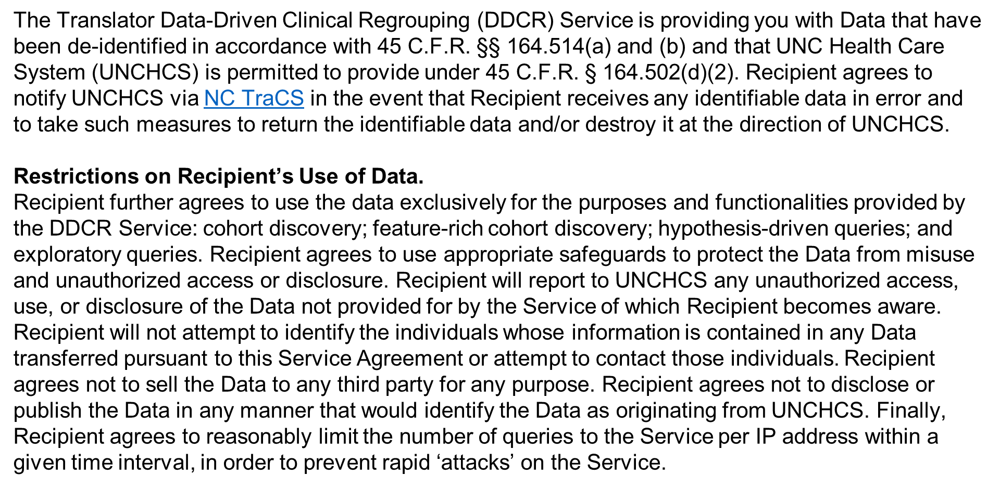 The Translator Data-Driven Clinical Regrouping (DDCR) Service is providing you with Data that have
been de-identified in accordance with 45 C.F.R. §§ 164.514(a) and (b) and that UNC Health Care
System (UNCHCS) is permitted to provide under 45 C.F.R. § 164.502(d)(2). Recipient agrees to
notify UNCHCS via NC TraCS in the event that Recipient receives any identifiable data in error and
to take such measures to return the identifiable data and/or destroy it at the direction of UNCHCS.
Restrictions on Recipient’s Use of Data.
Recipient further agrees to use the data exclusively for the purposes and functionalities provided by
the DDCR Service: cohort discovery; feature-rich cohort discovery; hypothesis-driven queries; and
exploratory queries. Recipient agrees to use appropriate safeguards to protect the Data from misuse
and unauthorized access or disclosure. Recipient will report to UNCHCS any unauthorized access,
use, or disclosure of the Data not provided for by the Service of which Recipient becomes aware.
Recipient will not attempt to identify the individuals whose information is contained in any Data
transferred pursuant to this Service Agreement or attempt to contact those individuals. Recipient
agrees not to sell the Data to any third party for any purpose. Recipient agrees not to disclose or
publish the Data in any manner that would identify the Data as originating from UNCHCS. Finally,
Recipient agrees to reasonably limit the number of queries to the Service per IP address within a
given time interval, in order to prevent rapid ‘attacks’ on the Service.